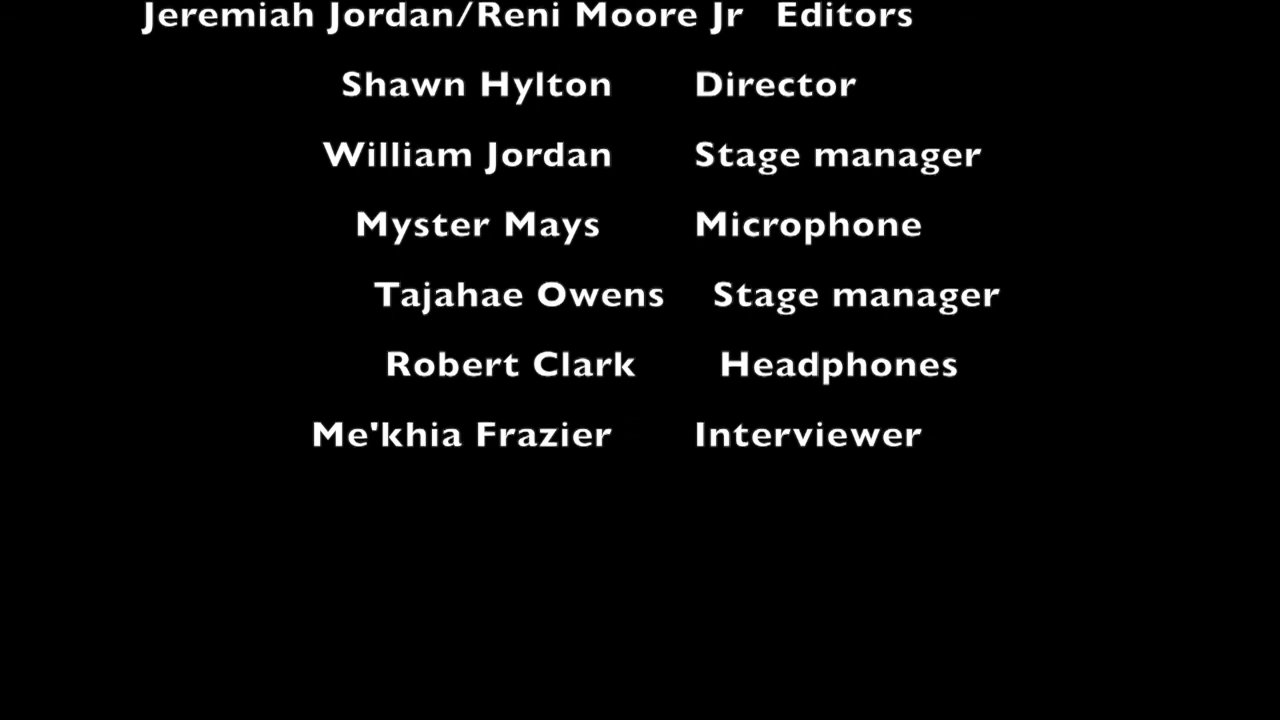 Jeremiah Jordan/Reni Moore Jr Editors
Shawn Hylton Director
William Jordan Stage manager
Myster Mays Microphone
Tajahae Owens Stage manager
Robert Clark Headphones
Me'khia Frazier Interviewer